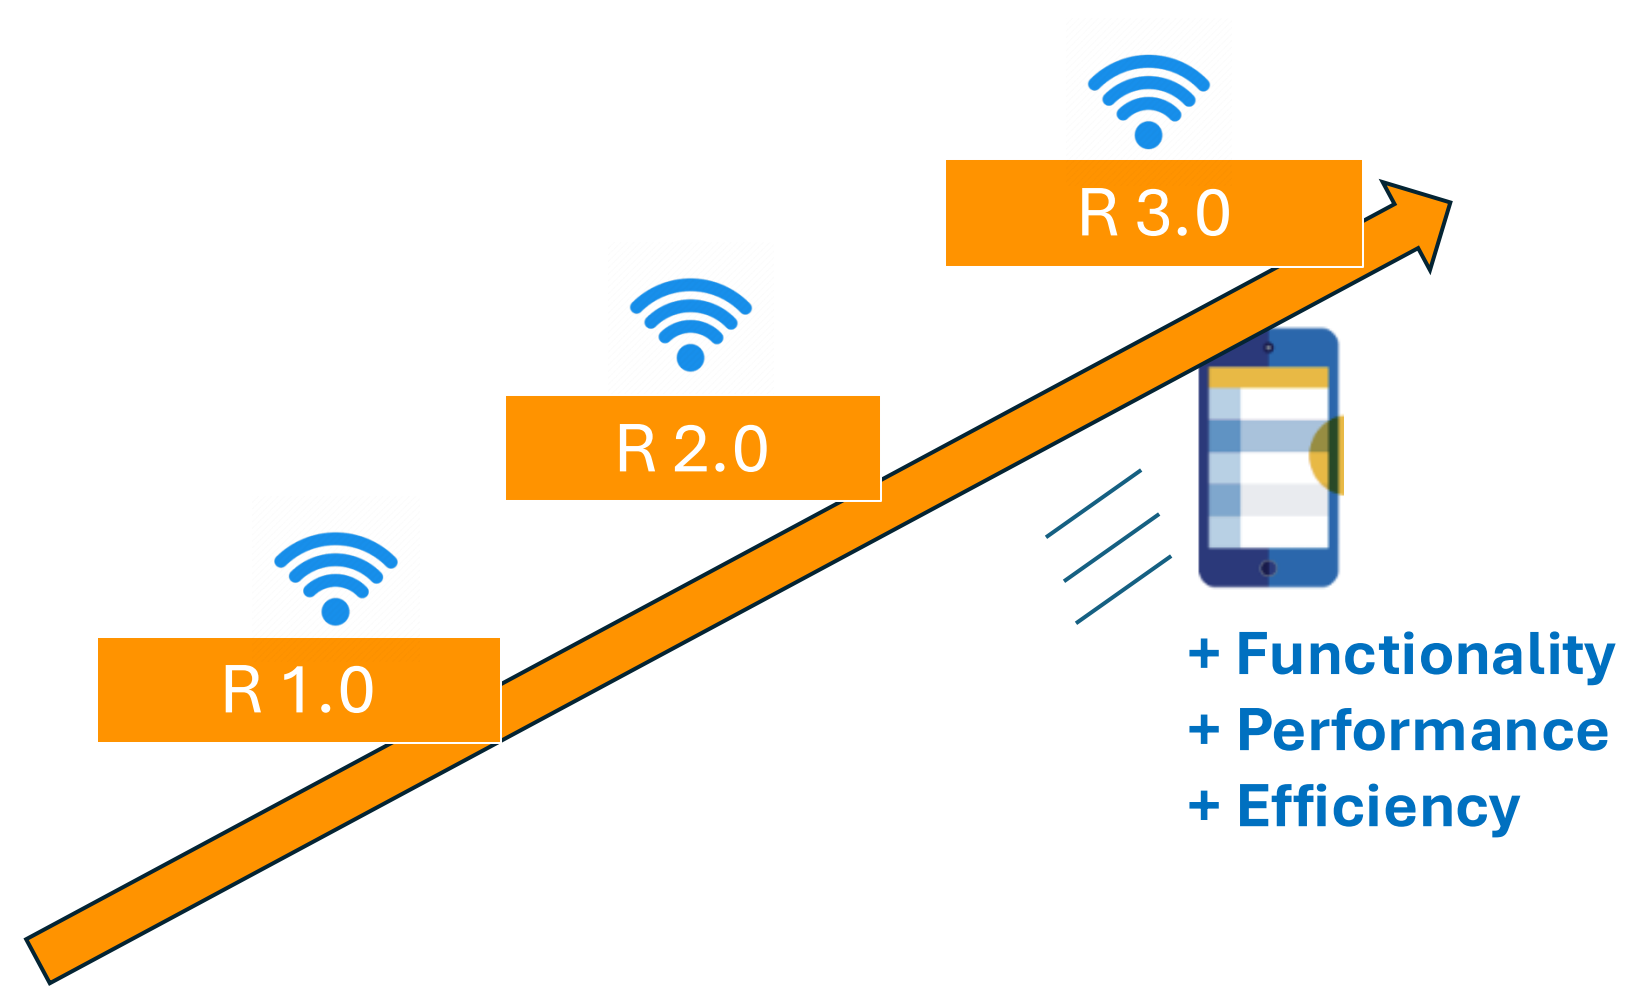 R 3.0
R 2.0
R 1.0
+ Functionality
+ Performance
+ Efficiency